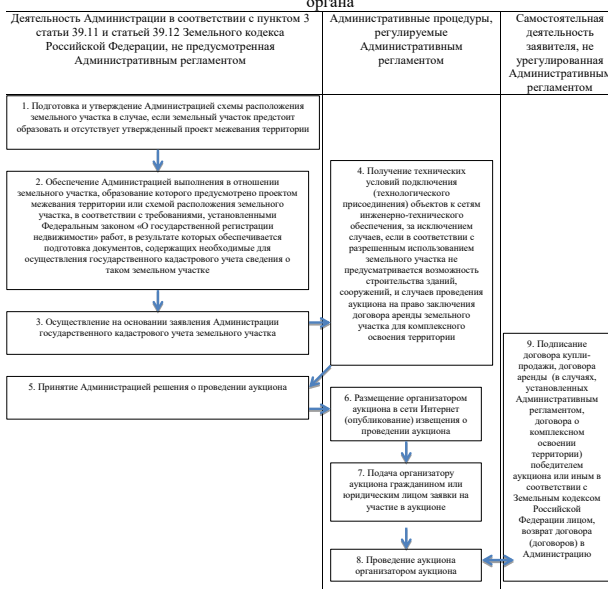 органа
Деятельность Администрации в соответствии с пунктом 3
статьи 39.11 и статьей 39.12 Земельного кодекса
Российской Федерации, не предусмотренная
Административным регламентом
Административные процедуры,
регулируемые
Административным
регламентом
Самостоятельная
деятельность
заявителя, не
урегулированная
Административным
регламентом
1. Подготовка и утверждение Администрацией схемы расположения
земельного участка в случае, если земельный участок предстоит
образовать и отсутствует утвержденный проект межевания территории
2. Обеспечение Администрацией выполнения в отношении
земельного участка, образование которого предусмотрено проектом
межевания территории или схемой расположения земельного
участка, в соответствии с требованиями, установленными
Федеральным законом «О государственной регистрации
недвижимости» работ, в результате которых обеспечивается
подготовка документов, содержащих необходимые для
осуществления государственного кадастрового учета сведения о
таком земельном участке
3. Осуществление на основании заявления Администрации
государственного кадастрового учета земельного участка
4. Получение технических
условий подключения
(технологического
присоединения) объектов к сетям
инженерно-технического
обеспечения, за исключением
случаев, если в соответствии с
разрешенным использованием
земельного участка не
предусматривается возможность
строительства зданий,
сооружений, и случаев проведения
аукциона на право заключения
договора аренды земельного
участка для комплексного
освоения территории
5. Принятие Администрацией решения о проведении аукциона
6. Размещение организатором
аукциона в сети Интернет
(опубликование) извещения о
проведении аукциона
7. Подача организатору
аукциона гражданином или
юридическим лицом заявки на
участие в аукционе
8. Проведение аукциона
организатором аукциона
9. Подписание
договора купли-
продажи, договора
аренды (в случаях,
установленных
Административным
регламентом,
договора о
комплексном
освоении
территории)
победителем
аукциона или иным в
соответствии с
Земельным кодексом
Российской
Федерации лицом,
возврат договора
(договоров) в
Администрацию